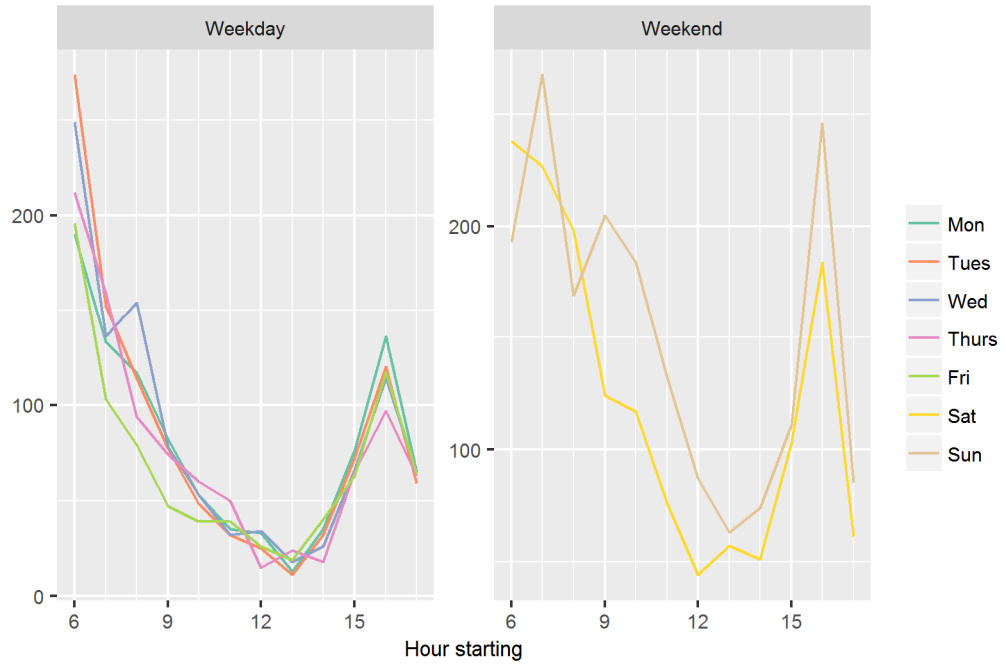 Weekday
Weekend
200
100
0
6 9 12 15
200
100
6 9 12 15
Hour starting
Mon
Tues
Wed
Thurs
Fri
Sat
Sun